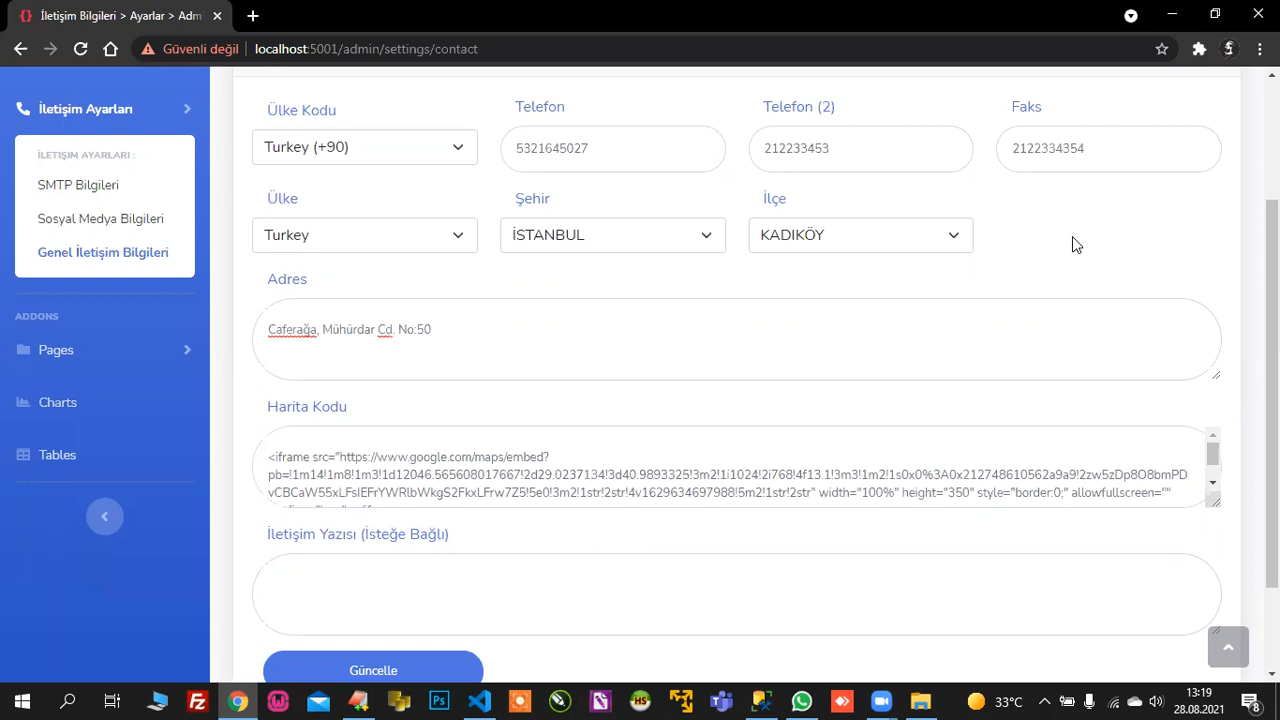 İletişim Bilgileri > Ayarlar > Adm
Güvenli değil
localhost:5001/admin/settings/contact
İletişim Ayarları
İLETIŞIM AYARLARI :
SMTP Bilgileri
Sosyal Medya Bilgileri
Genel İletişim Bilgileri
ADDONS
Pages
Charts
Tables
Ülke Kodu
Telefon
Telefon (2)
Faks
Turkey (+90)
5321645027
212233453
2122334354
Ülke
Şehir
İlçe
Turkey
İSTANBUL
KADIKÖY
Adres
Caferağa, Mühürdar Cd. No:50
Harita Kodu
<iframe src="https://www.google.com/maps/embed?
pb=!1m14!1m8!1m3!1d12046.565608017667!2d29.0237134!3d40.9893325!3m2!1i1024!2i768!4f13.1!3m3!1m2!1s0x0%3A0x212748610562a9a9!2zw5zDp8O8bmPD
vCBCaW55xLFsIEFrYWRlbWkgS2FkxLFrw7Z5!5e0!3m2!1str!2str!4v1629634697988!5m2!1str!2str" width="100%" height="350" style="border:0;" allowfullscreen=""
İletişim Yazısı (İsteğe Bağlı)
Güncelle
33°C
13:19
28.08.2021
8